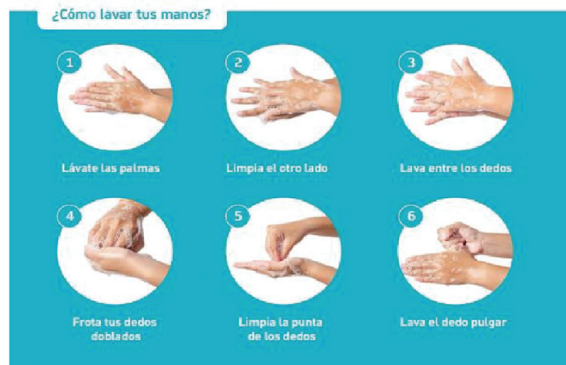 ¿Cómo lavar tus manos?
1
2
3
Lávate las palmas
Limpia el otro lado
Lava entre los dedos
4
5
6
Frota tus dedos
doblados
Limpia la punta
de los dedos
Lava el dedo pulgar